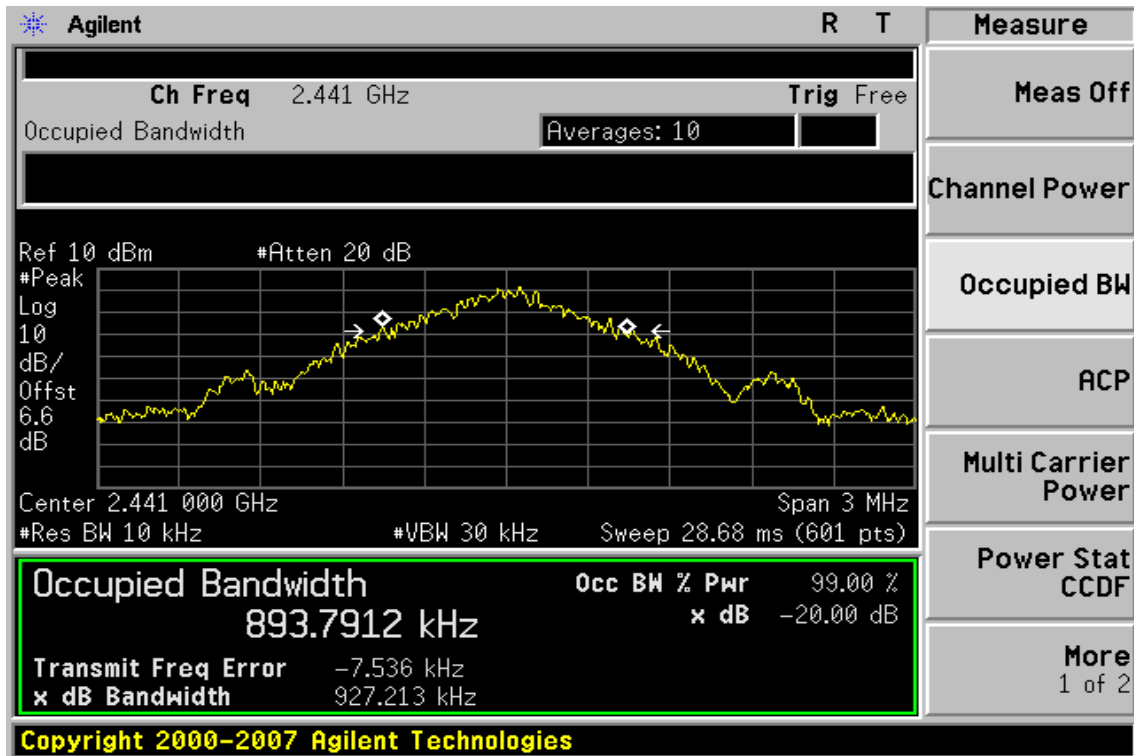 Agilent R T Measure
Ch Freq 2.441 GHz Trig Free
Meas Off
Occupied Bandwidth Averages: 10
Channel Power
Ref 10 dBm #Atten 20 dB
#Peak
Log
10
dB/
Offst
6.6
dB
Occupied BW
ACP
Center 2.441 000 GHz Span 3 MHz
#Res BW 10 kHz #VBW 30 kHz Sweep 28.68 ms (601 pts)
Multi Carrier
Power
Occupied Bandwidth Occ BW % Pwr 99.00 %
893.7912 kHz x dB -20.00 dB
Transmit Freq Error -7.536 kHz
x dB Bandwidth 927.213 kHz
Power Stat
CCDF
More
1 of 2
Copyright 2000-2007 Agilent Technologies